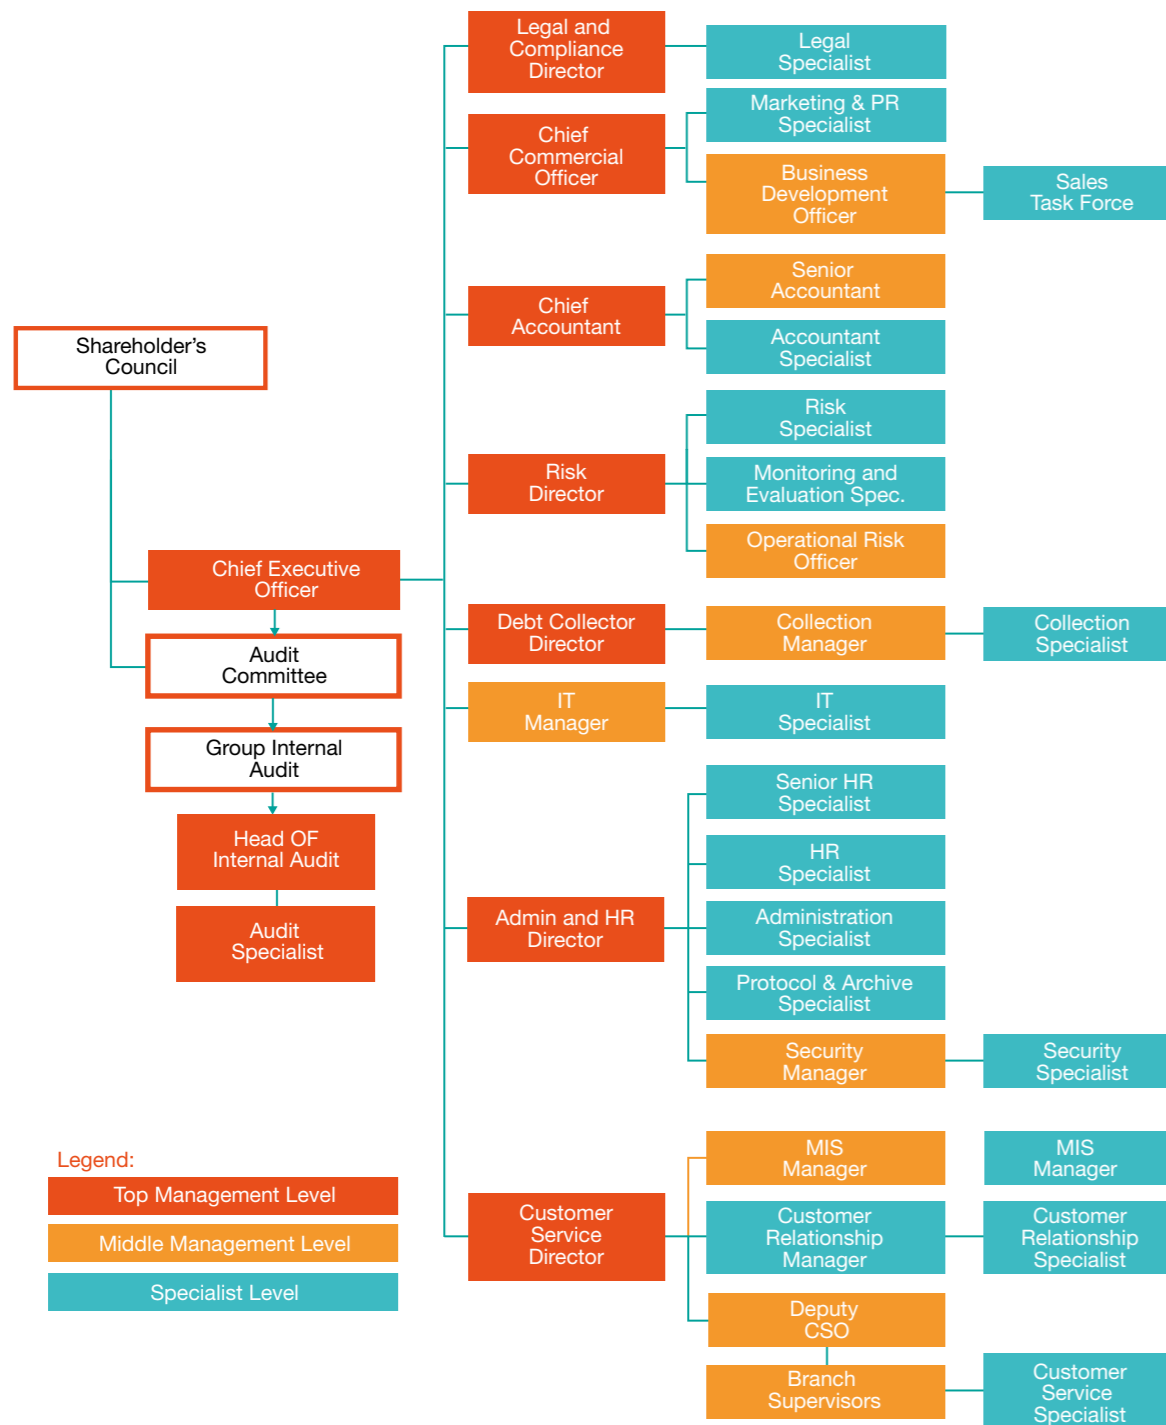 Legal and
Compliance
Director
Legal
Specialist
Chief
Commercial
Officer
Marketing & PR
Specialist
Business
Development
Officer
Sales
Task Force
Chief
Accountant
Senior
Accountant
Accountant
Specialist
Shareholder’s
Council
Risk
Director
Risk
Specialist
Monitoring and
Evaluation Spec.
Operational Risk
Officer
Chief Executive
Officer
Audit
Committee
Group Internal
Audit
Head OF
Internal Audit
Audit
Specialist
Debt Collector
Director
Collection
Manager
Collection
Specialist
IT
Manager
IT
Specialist
Admin and HR
Director
Senior HR
Specialist
HR
Specialist
Administration
Specialist
Protocol & Archive
Specialist
Security
Manager
Security
Specialist
Customer
Service
Director
MIS
Manager
MIS
Manager
Customer
Relationship
Manager
Customer
Relationship
Specialist
Deputy
CSO
Branch
Supervisors
Customer
Service
Specialist
Legend:
Top Management Level
Middle Management Level
Specialist Level